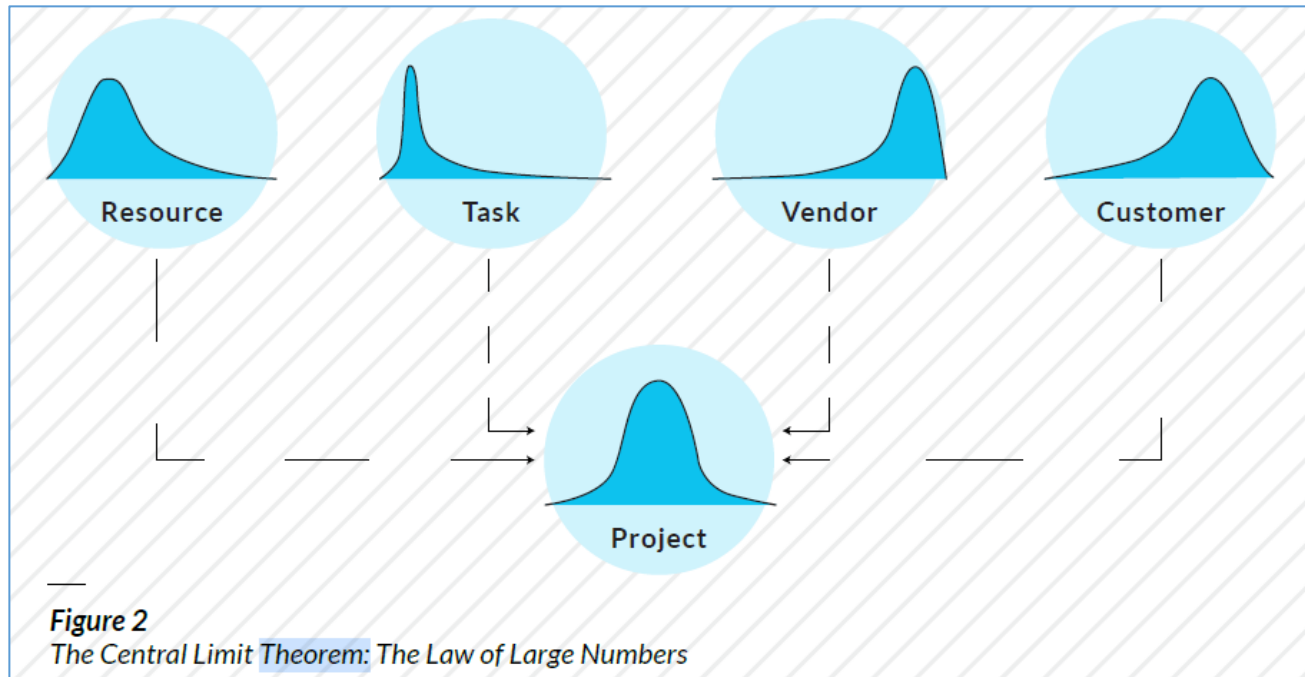 Resource
Task
Vendor
Customer
Project
Figure 2
The Central Limit Theorem: The Law of Large Numbers